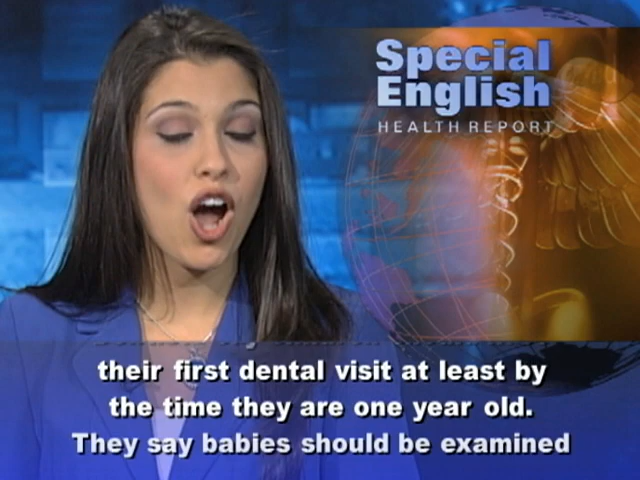 Special
English
HEALTH REPORT
their first dental visit at least by
the time they are one year old.
They say babies should be examined